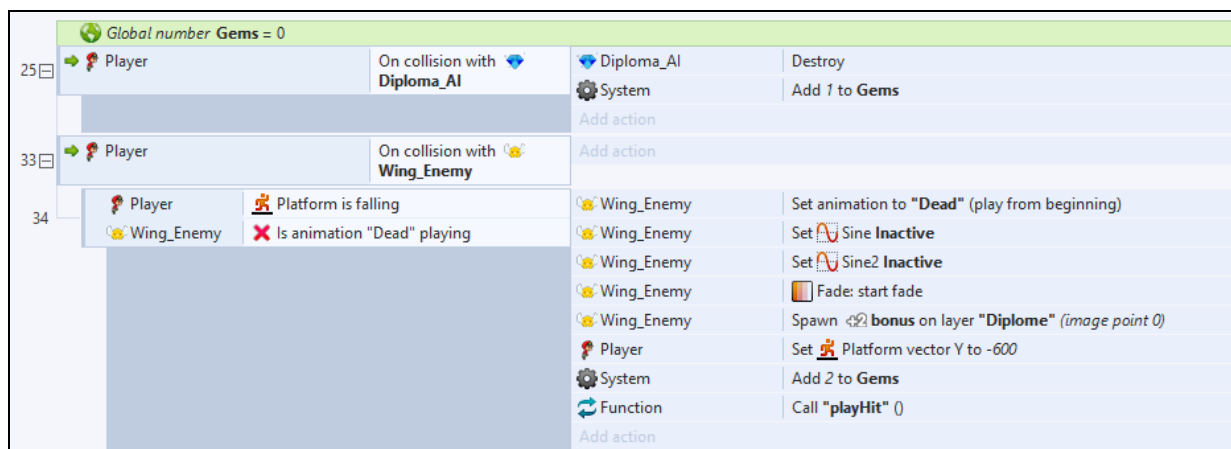 Global number Gems = 0
25 Player On collision with Diploma_AI Diploma_AI Destroy
System Add 1 to Gems
Add action
33 Player On collision with Wing_Enemy Add action
34 Player Platform is falling Wing_Enemy Set animation to "Dead" (play from beginning)
Wing_Enemy Is animation "Dead" playing Wing_Enemy Set Sine Inactive
Wing_Enemy Set Sine2 Inactive
Wing_Enemy Fade: start fade
Wing_Enemy Spawn +2 bonus on layer "Diplome" (image point 0)
Player Set Platform vector Y to -600
System Add 2 to Gems
Function Call "playHit" ()
Add action